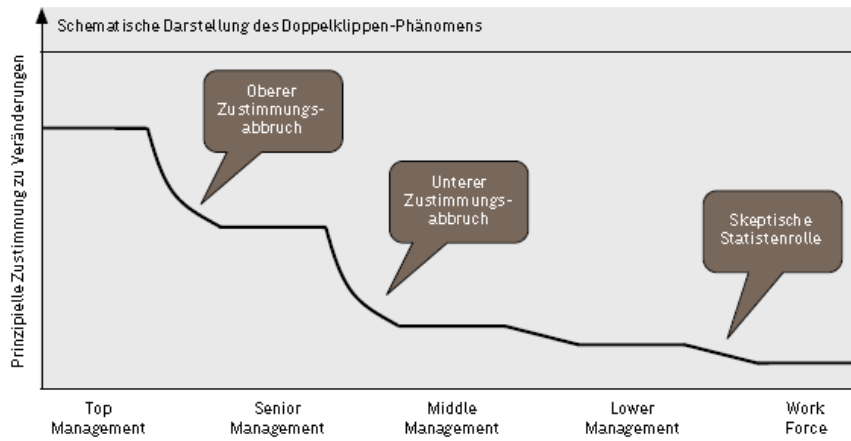 Schematische Darstellung des Doppelklippen-Phänomens
Prinzipielle Zustimmung zu Veränderungen
Oberer
Zustimmungs-
abbruch
Unterer
Zustimmungs-
abbruch
Skeptische
Statistenrolle
Top
Management
Senior
Management
Middle
Management
Lower
Management
Work
Force